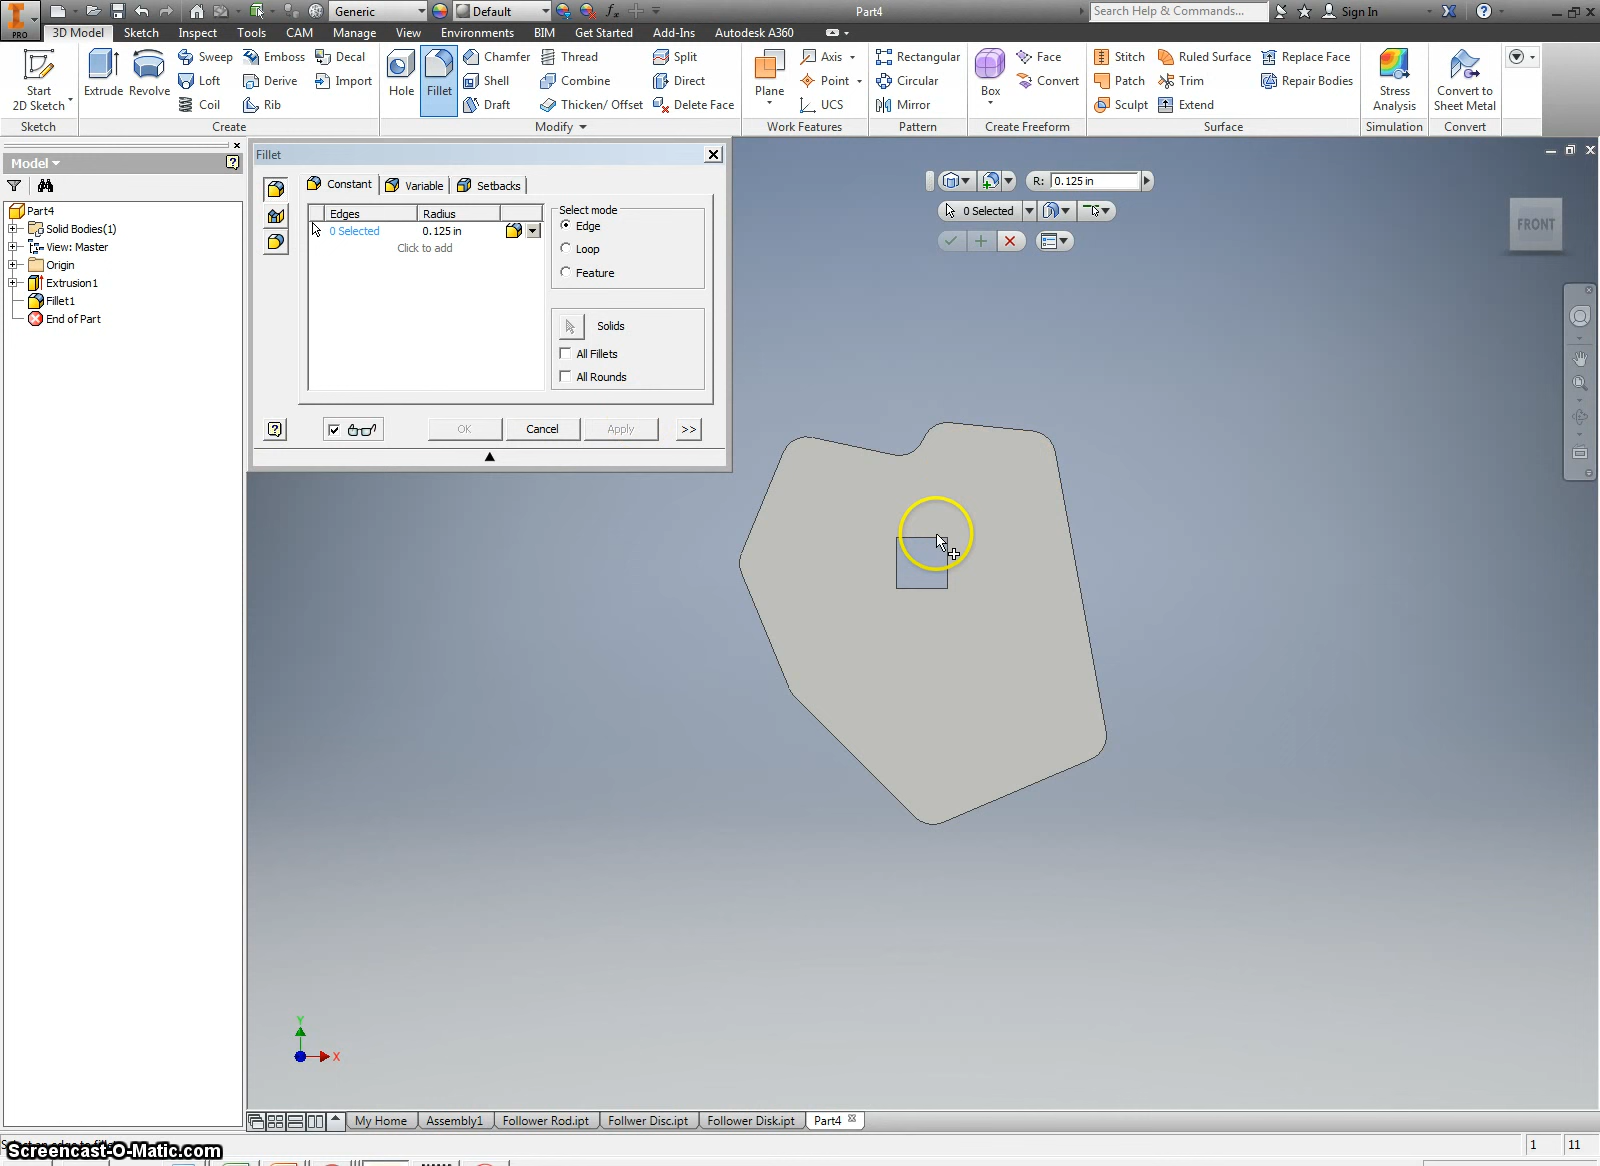 Generic Default fx Part4 Search Help & Commands... Sign In
PRO 3D Model Sketch Inspect Tools CAM Manage View Environments BIM Get Started Add-Ins Autodesk A360
Sweep Emboss Decal Chamfer Thread Split Axis Rectangular Face Stitch Ruled Surface Replace Face
Start Extrude Revolve Loft Derive Import Hole Fillet Shell Combine Direct Plane Point Circular Box Convert Patch Trim Repair Bodies Stress Convert to
2D Sketch Coil Rib Draft Thicken/ Offset Delete Face UCS Mirror Sculpt Extend Analysis Sheet Metal
Sketch Create Modify Work Features Pattern Create Freeform Surface Simulation Convert
Model
Part4
Solid Bodies(1)
View: Master
Origin
Extrusion1
Fillet1
End of Part
Fillet
Constant Variable Setbacks
Edges Radius
0 Selected 0.125 in
Click to add
Select mode
Edge
Loop
Feature
Solids
All Fillets
All Rounds
OK Cancel Apply >>
R: 0.125 in
0 Selected
FRONT
Y
X
My Home Assembly1 Follower Rod.ipt Follwer Disc.ipt Follower Disk.ipt Part4
1 11
Screencast-O-Matic.com